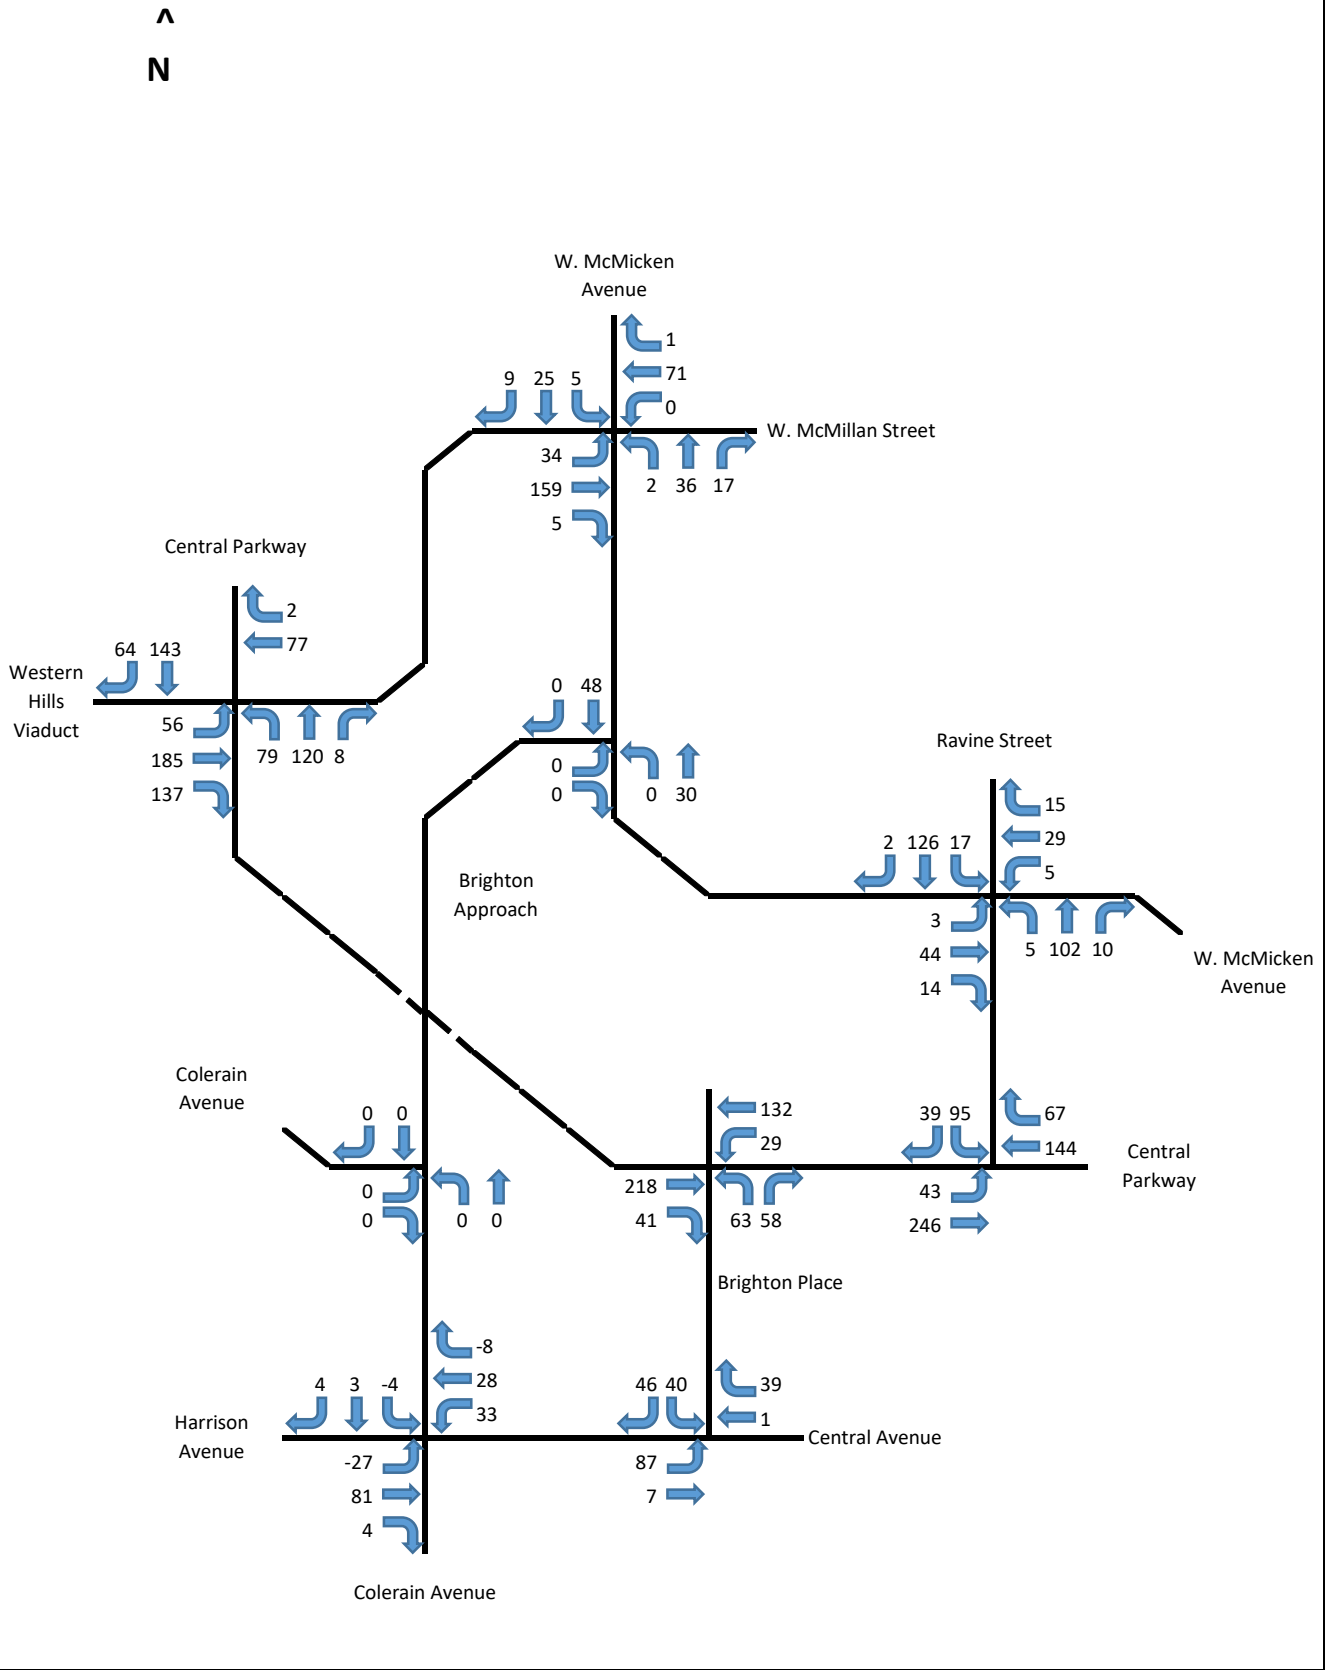 ^
N
W. McMicken
Avenue
1
71
0
9 25 5
W. McMillan Street
34
159
5
2 36 17
Central Parkway
2
77
64 143
Western
Hills
Viaduct
56
185
137
79 120 8
0 48
0
0
0 30
Ravine Street
15
29
5
2 126 17
3
44
14
5 102 10
W. McMicken
Avenue
Brighton
Approach
Colerain
Avenue
0 0
0
0
0 0
132
29
218
41
63 58
39 95
67
144
43
246
Central
Parkway
Brighton Place
-8
28
33
4 3 -4
Harrison
Avenue
-27
81
4
46 40
39
1
87
7
Central Avenue
Colerain Avenue